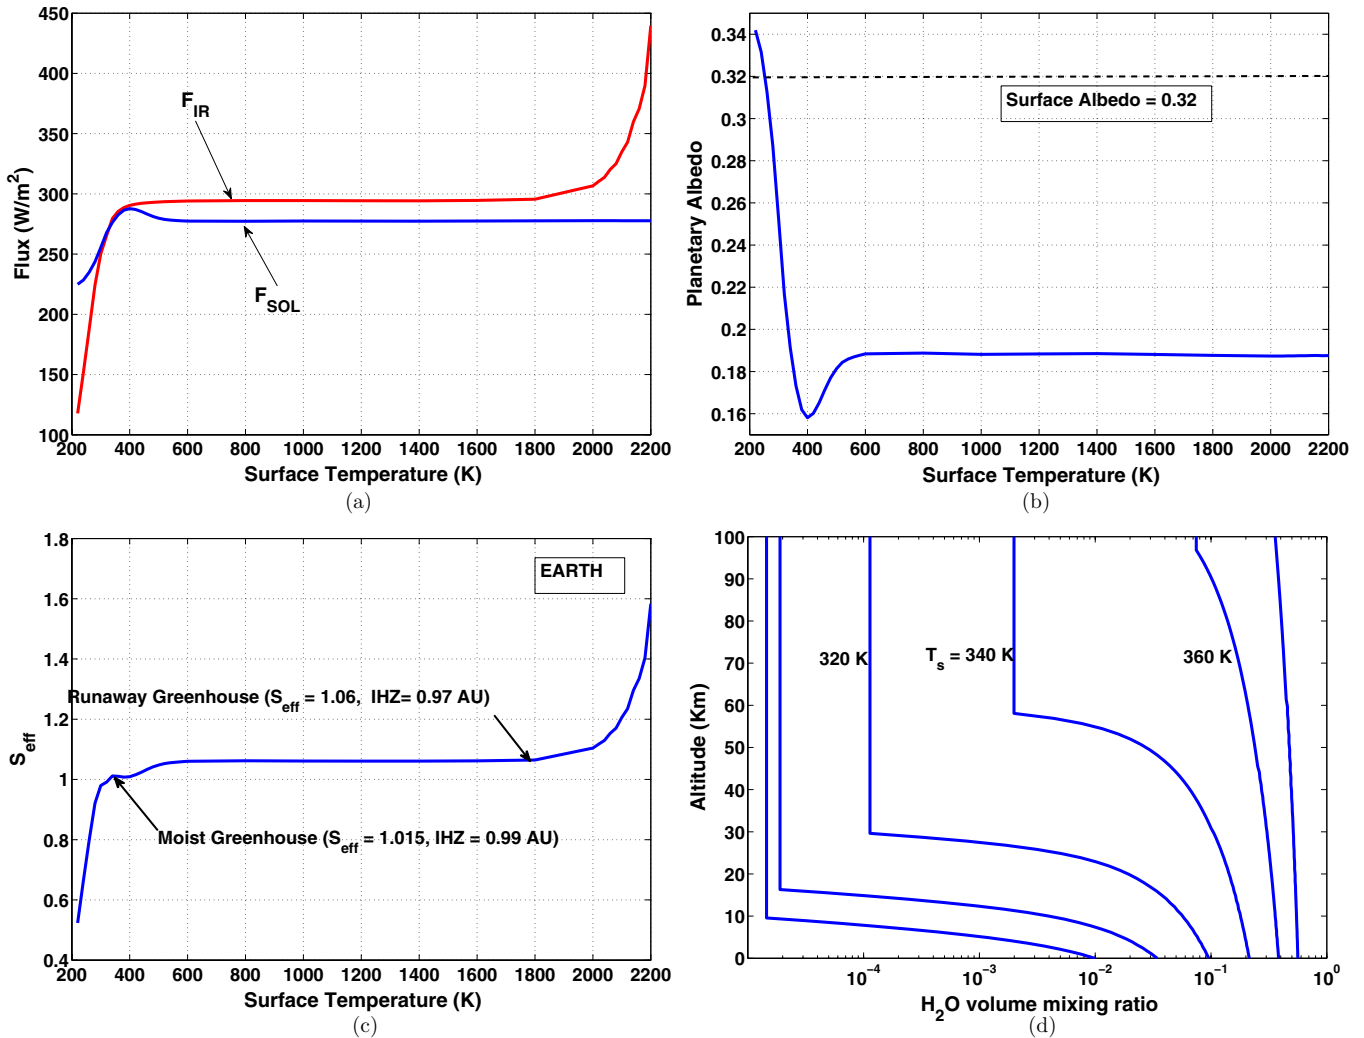 450
400
350
300
250
200
150
100
200 400 600 800 1000 1200 1400 1600 1800 2000 2200
Flux (W/m²)
F_IR
F_SOL
Surface Temperature (K)
(a)
0.34
0.32
0.3
0.28
0.26
0.24
0.22
0.2
0.18
0.16
200 400 600 800 1000 1200 1400 1600 1800 2000 2200
Planetary Albedo
Surface Albedo = 0.32
Surface Temperature (K)
(b)
1.8
1.6
1.4
1.2
1
0.8
0.6
0.4
200 400 600 800 1000 1200 1400 1600 1800 2000 2200
S_eff
EARTH
Runaway Greenhouse (S_eff = 1.06, IHZ= 0.97 AU)
Moist Greenhouse (S_eff = 1.015, IHZ = 0.99 AU)
Surface Temperature (K)
(c)
100
90
80
70
60
50
40
30
20
10
0
10⁻⁴ 10⁻³ 10⁻² 10⁻¹ 10⁰
Altitude (Km)
320 K
T_s = 340 K
360 K
H₂O volume mixing ratio
(d)